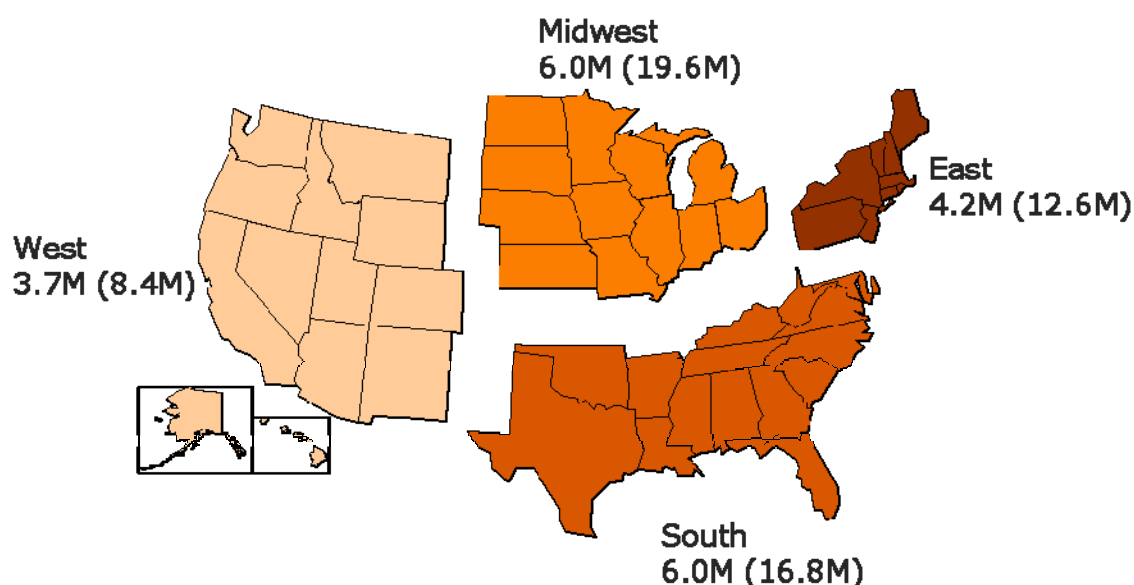 Midwest
6.0M (19.6M)
East
4.2M (12.6M)
West
3.7M (8.4M)
South
6.0M (16.8M)